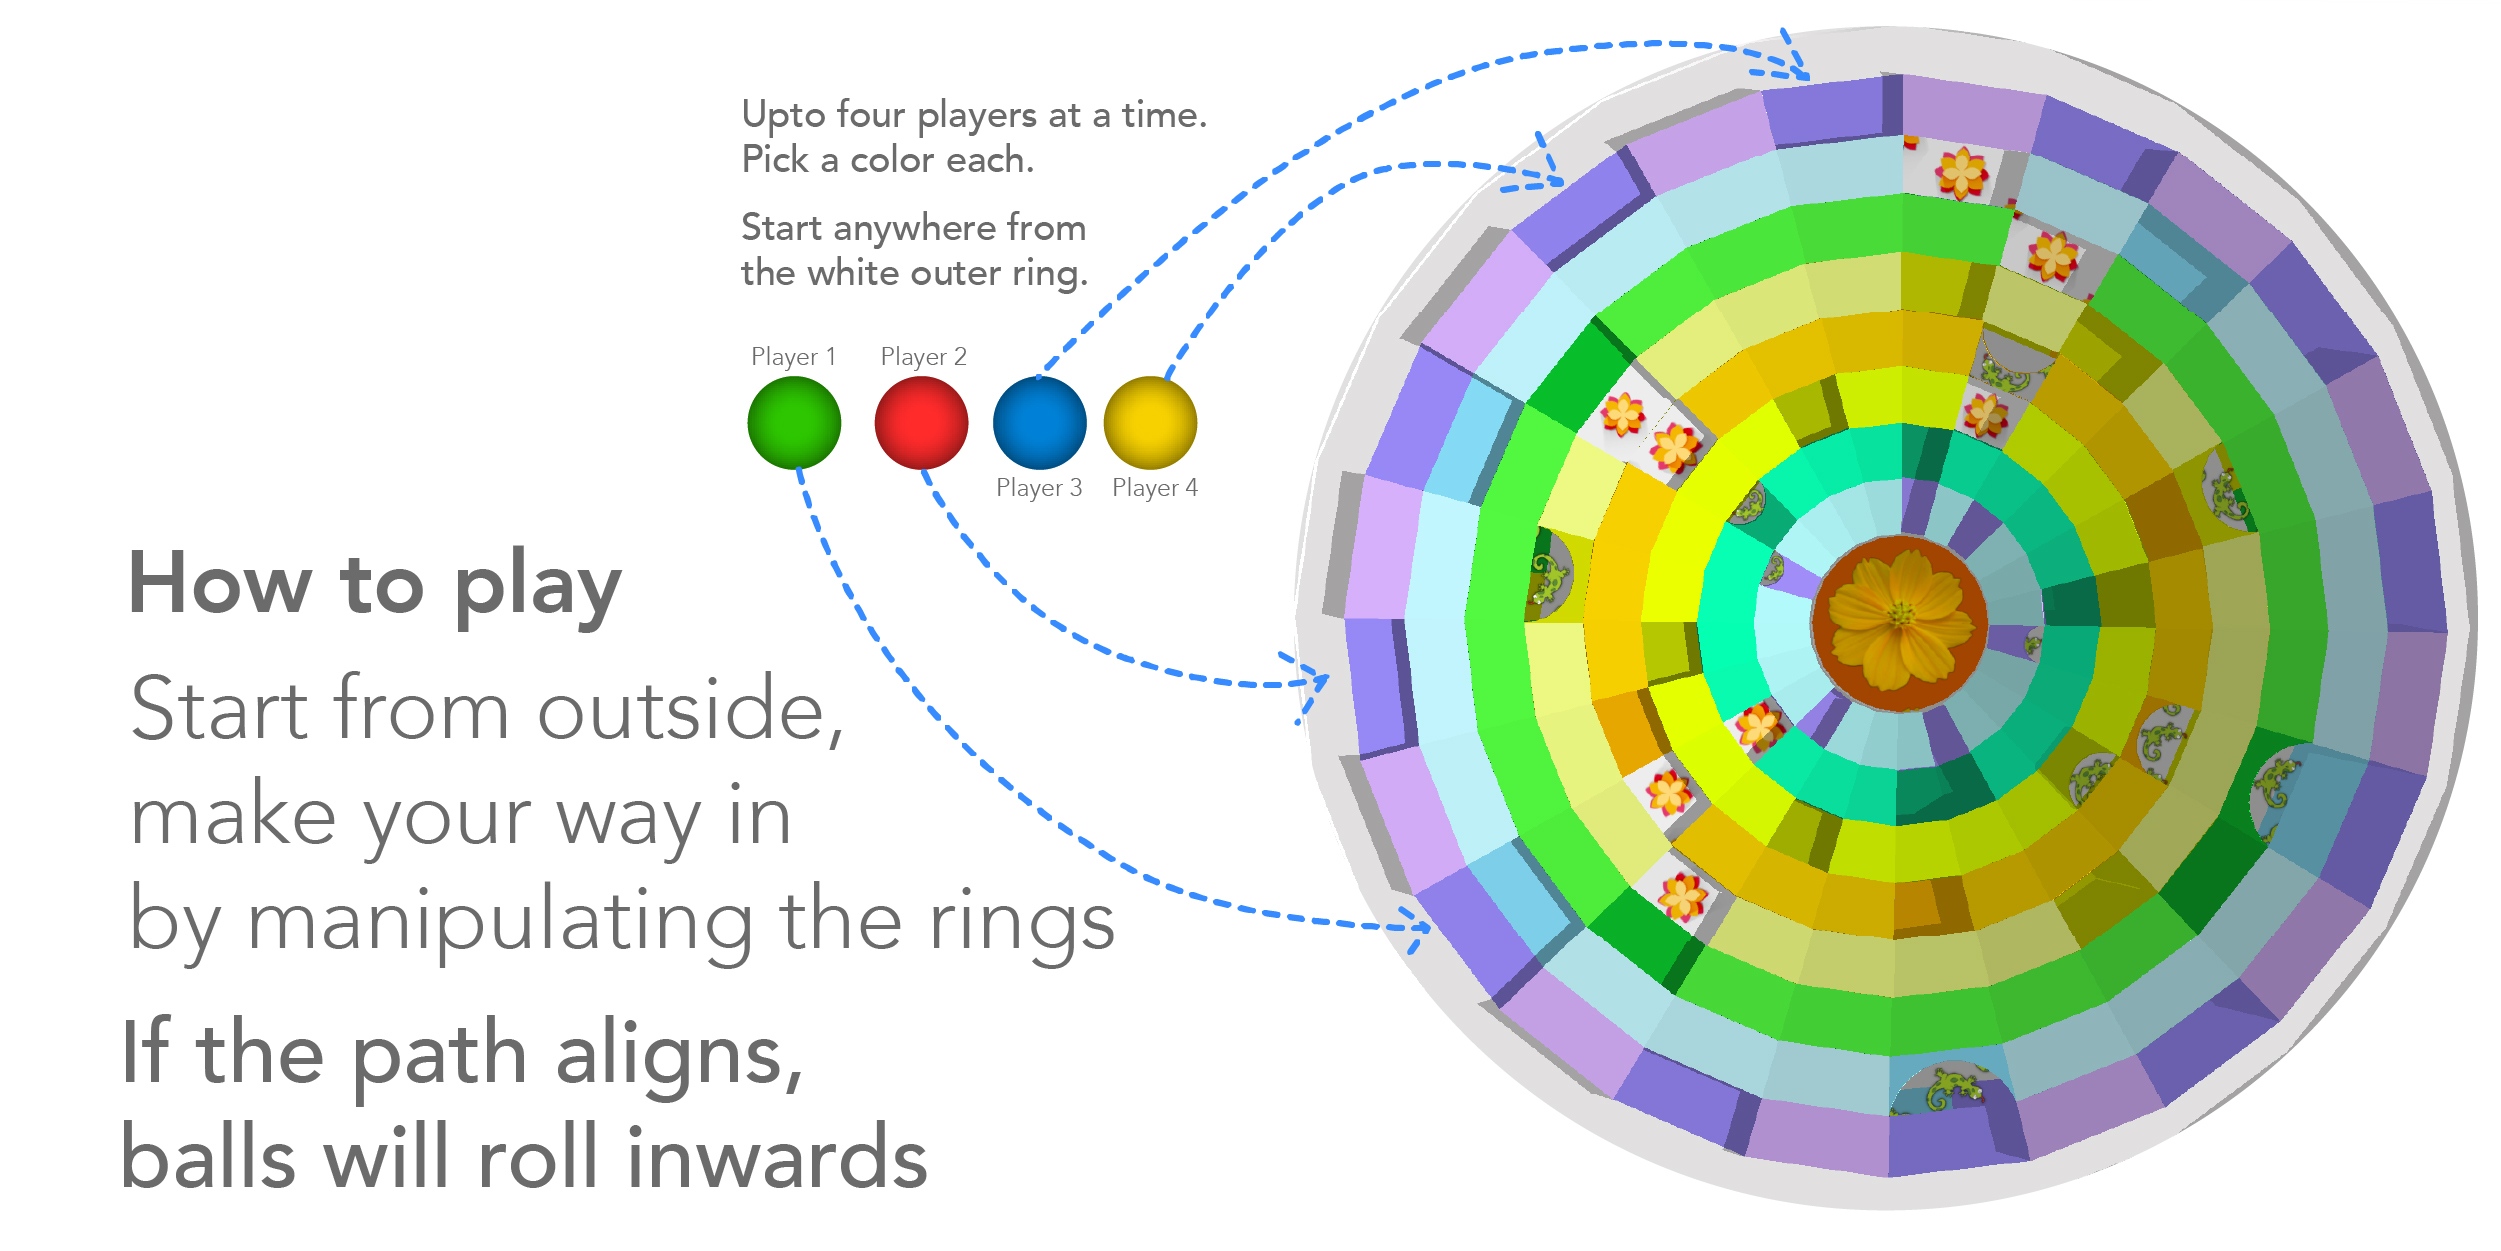 Upto four players at a time.
Pick a color each.
Start anywhere from
the white outer ring.
Player 1
Player 2
Player 3
Player 4
How to play
Start from outside,
make your way in
by manipulating the rings
If the path aligns,
balls will roll inwards